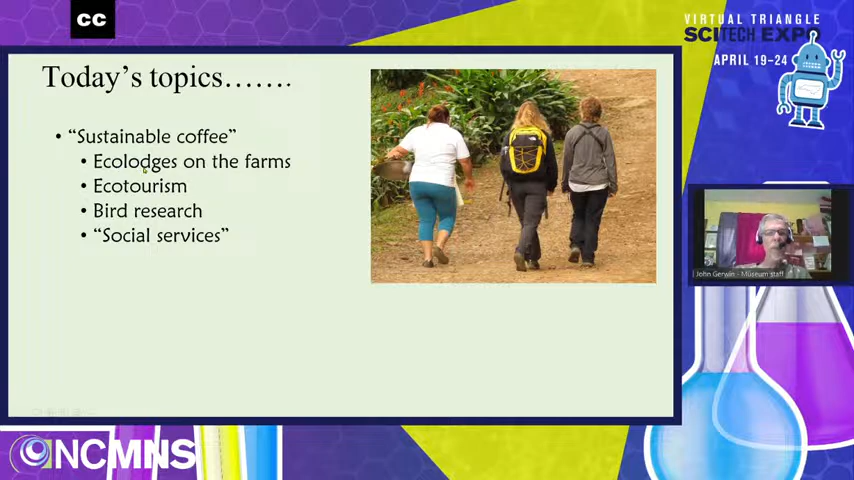 CC
VIRTUAL TRIANGLE
SCITECH EXPO
APRIL 19-24
Today's topics…….
• "Sustainable coffee"
• Ecolodges on the farms
• Ecotourism
• Bird research
• "Social services"
John Gerwin - Museum staff
NCMNS